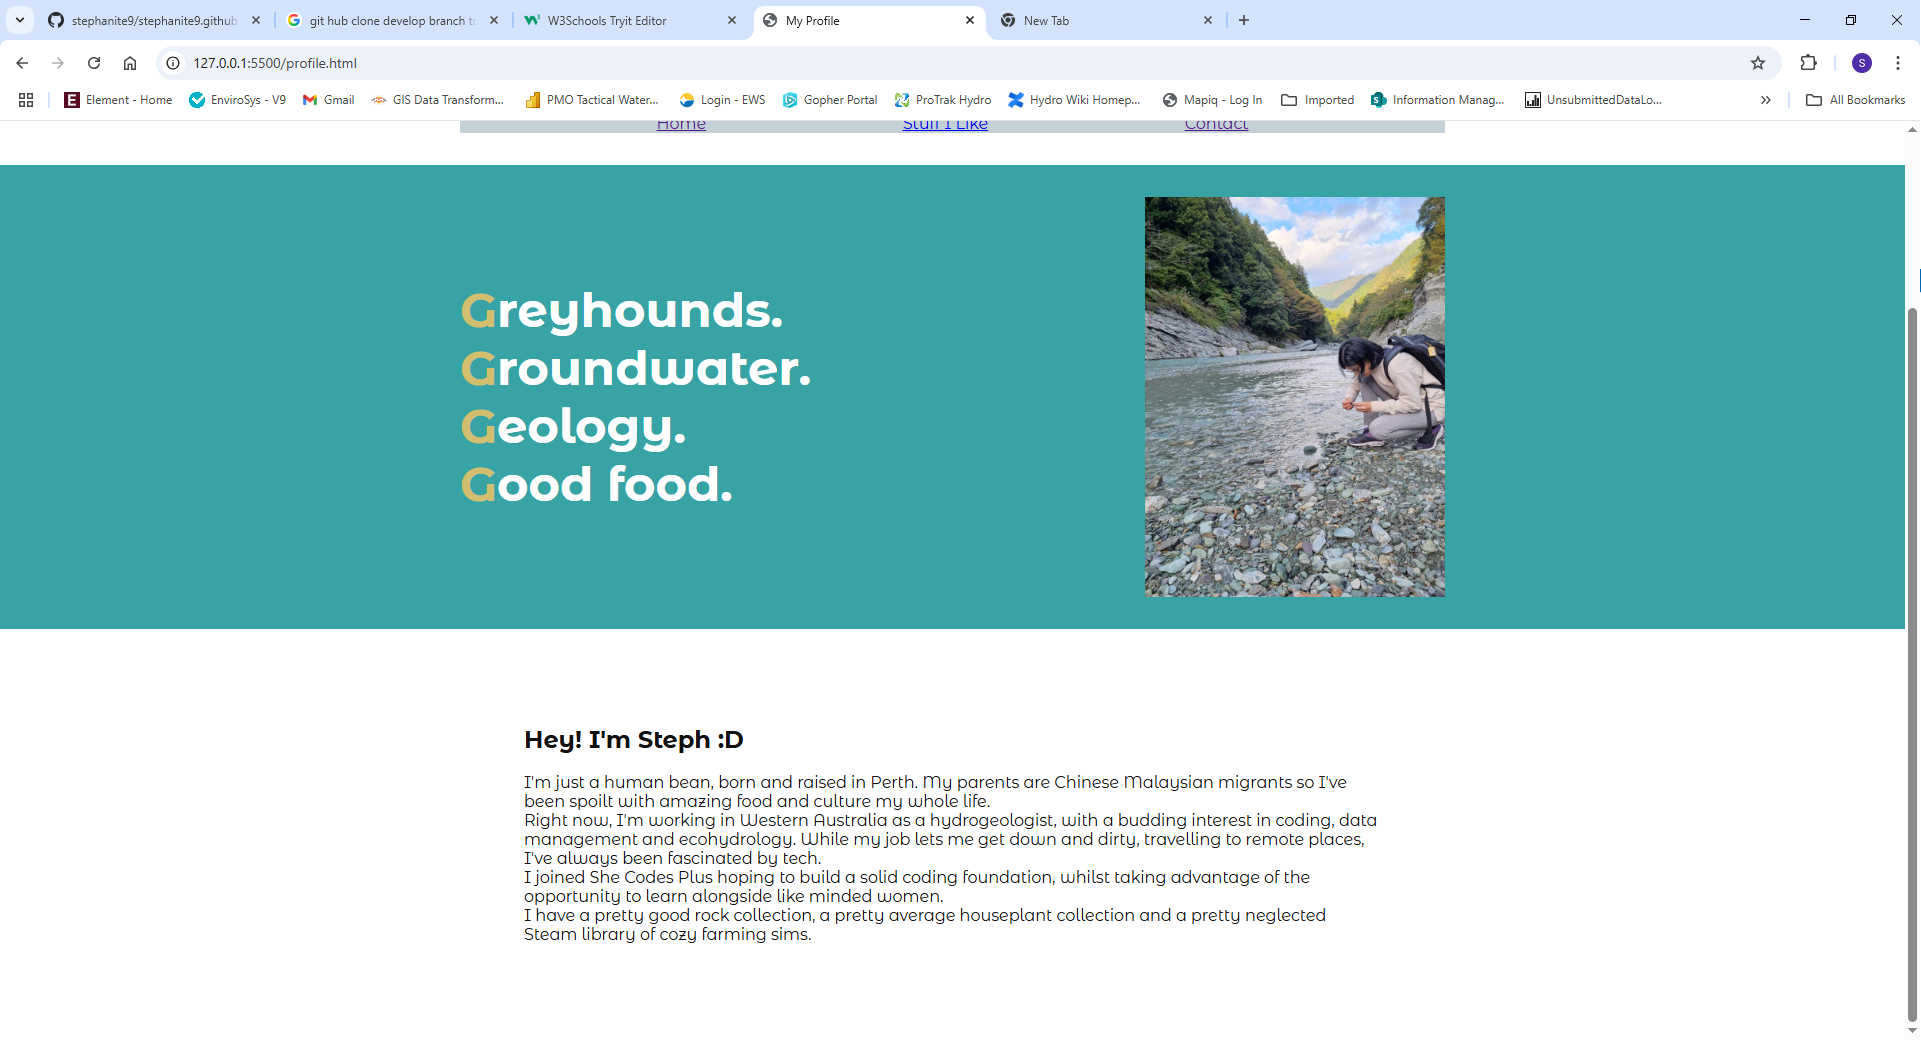 stephanite9/stephanite9.github
git hub clone develop branch to
W3Schools Tryit Editor
My Profile
New Tab
127.0.0.1:5500/profile.html
S
Element - Home
EnviroSys - V9
Gmail
GIS Data Transform...
PMO Tactical Water...
Login - EWS
Gopher Portal
ProTrak Hydro
Hydro Wiki Homep...
Mapiq - Log In
Imported
Information Manag...
UnsubmittedDataLo...
All Bookmarks
Home
Stuff I Like
Contact
Greyhounds.
Groundwater.
Geology.
Good food.
Hey! I'm Steph :D
I'm just a human bean, born and raised in Perth. My parents are Chinese Malaysian migrants so I've
been spoilt with amazing food and culture my whole life.
Right now, I'm working in Western Australia as a hydrogeologist, with a budding interest in coding, data
management and ecohydrology. While my job lets me get down and dirty, travelling to remote places,
I've always been fascinated by tech.
I joined She Codes Plus hoping to build a solid coding foundation, whilst taking advantage of the
opportunity to learn alongside like minded women.
I have a pretty good rock collection, a pretty average houseplant collection and a pretty neglected
Steam library of cozy farming sims.